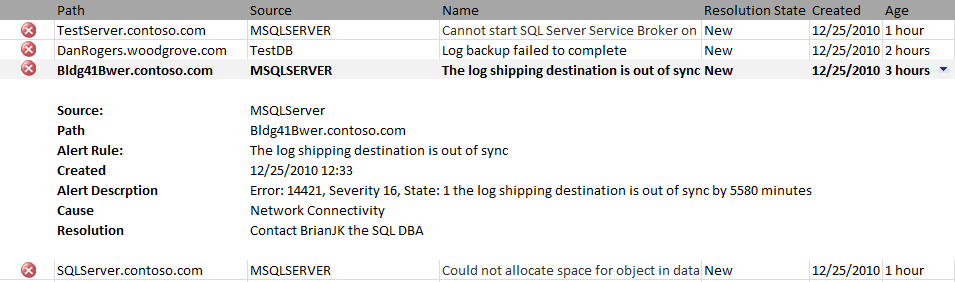 Path Source Name Resolution State Created Age
TestServer.contoso.com MSQLSERVER Cannot start SQL Server Service Broker on New 12/25/2010 1 hour
DanRogers.woodgrove.com TestDB Log backup failed to complete New 12/25/2010 2 hours
Bldg41Bwer.contoso.com MSQLSERVER The log shipping destination is out of sync New 12/25/2010 3 hours
Source: MSQLServer
Path Bldg41Bwer.contoso.com
Alert Rule: The log shipping destination is out of sync
Created 12/25/2010 12:33
Alert Descrption Error: 14421, Severity 16, State: 1 the log shipping destination is out of sync by 5580 minutes
Cause Network Connectivity
Resolution Contact BrianJK the SQL DBA
SQLServer.contoso.com MSQLSERVER Could not allocate space for object in data New 12/25/2010 1 hour